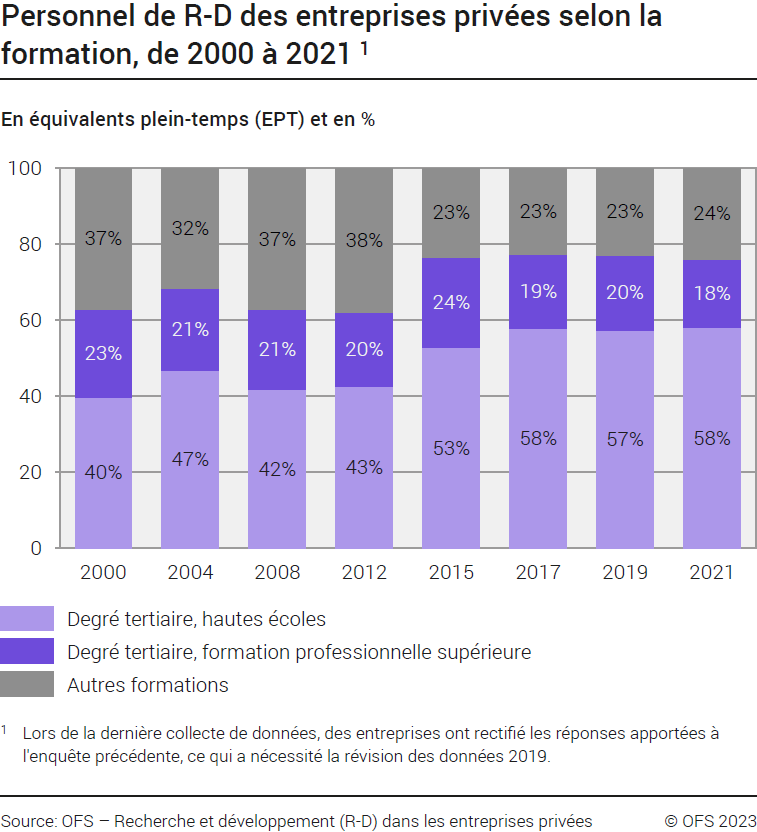 Personnel de R-D des entreprises privées selon la
formation, de 2000 à 2021 ¹
En équivalents plein-temps (EPT) et en %
100
80
60
40
20
0
37% 32% 37% 38% 23% 23% 23% 24%
23% 21% 21% 20% 24% 19% 20% 18%
40% 47% 42% 43% 53% 58% 57% 58%
2000 2004 2008 2012 2015 2017 2019 2021
Degré tertiaire, hautes écoles
Degré tertiaire, formation professionnelle supérieure
Autres formations
¹ Lors de la dernière collecte de données, des entreprises ont rectifié les réponses apportées à
l'enquête précédente, ce qui a nécessité la révision des données 2019.
Source: OFS – Recherche et développement (R-D) dans les entreprises privées © OFS 2023